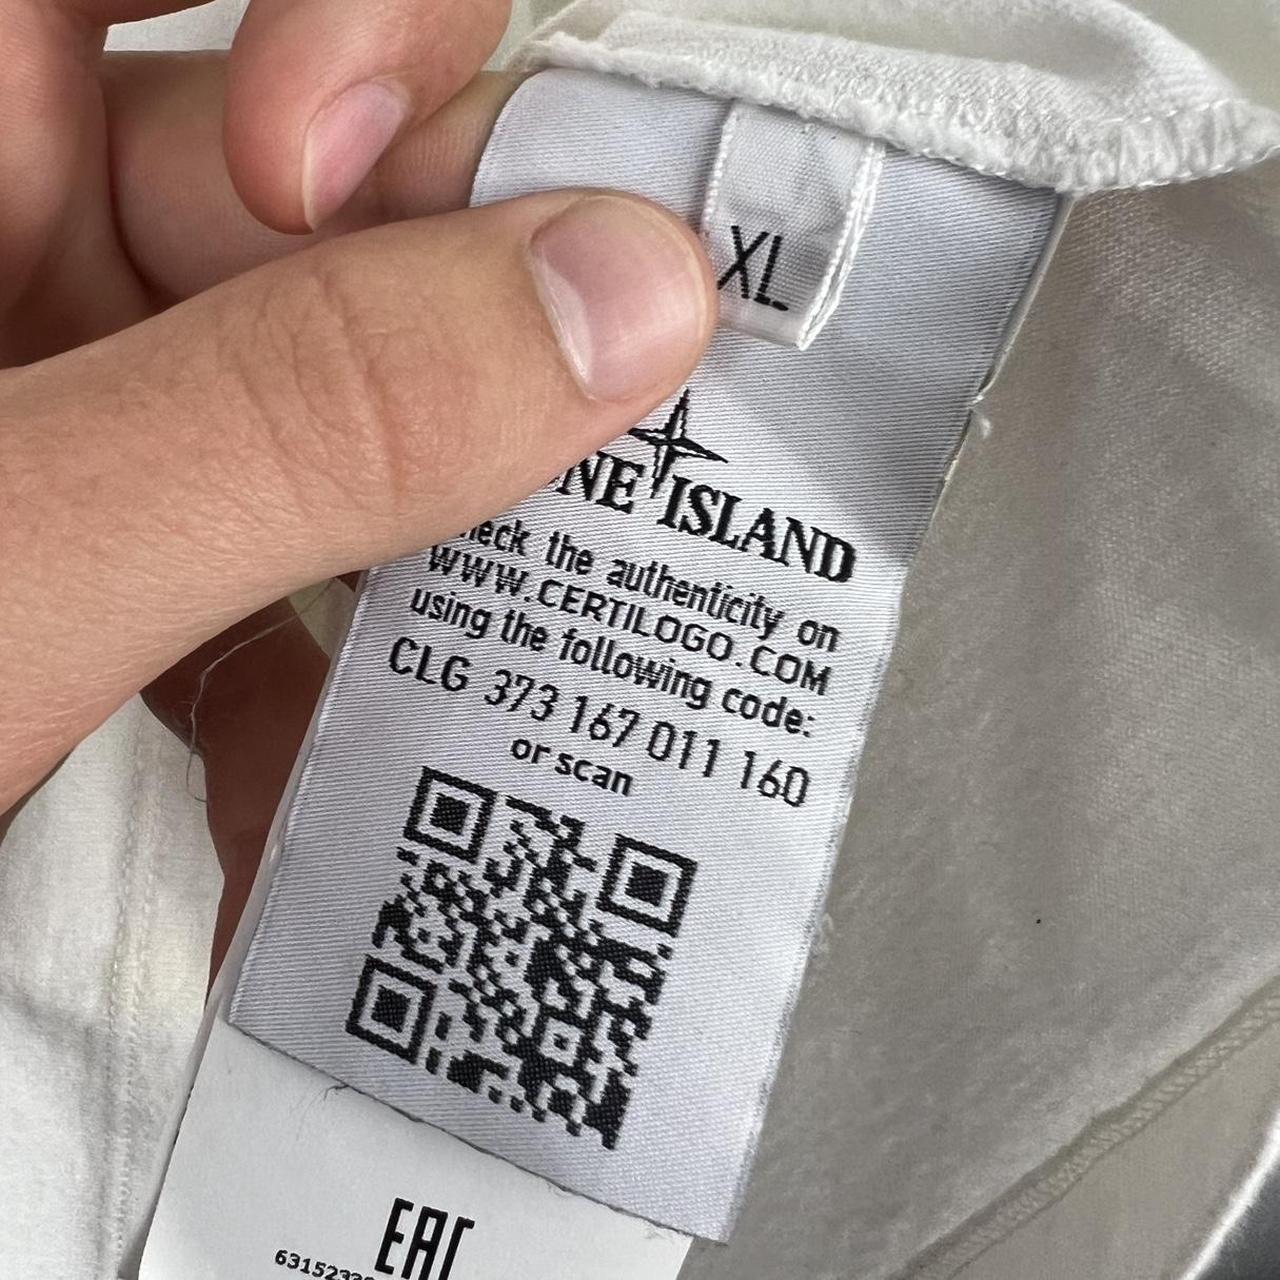 XL
ISLAND
the authenticity on
WWW.CERTILOGO.COM
using the following code:
CLG 373 167 011 160
or scan
EAC